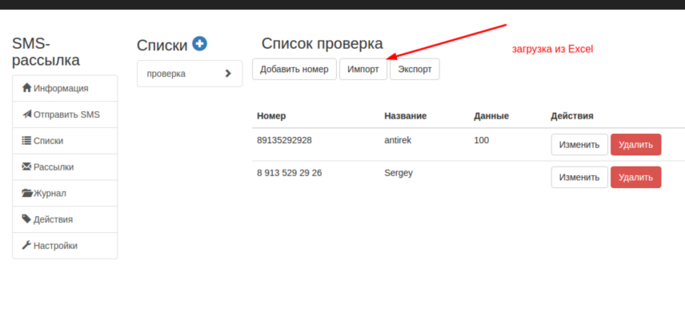 SMS-
рассылка
Информация
Отправить SMS
Списки
Рассылки
Журнал
Действия
Настройки
Списки
проверка
Список проверка
Добавить номер Импорт Экспорт
загрузка из Excel
Номер Название Данные Действия
89135292928 antirek 100 Изменить Удалить
8 913 529 29 26 Sergey Изменить Удалить